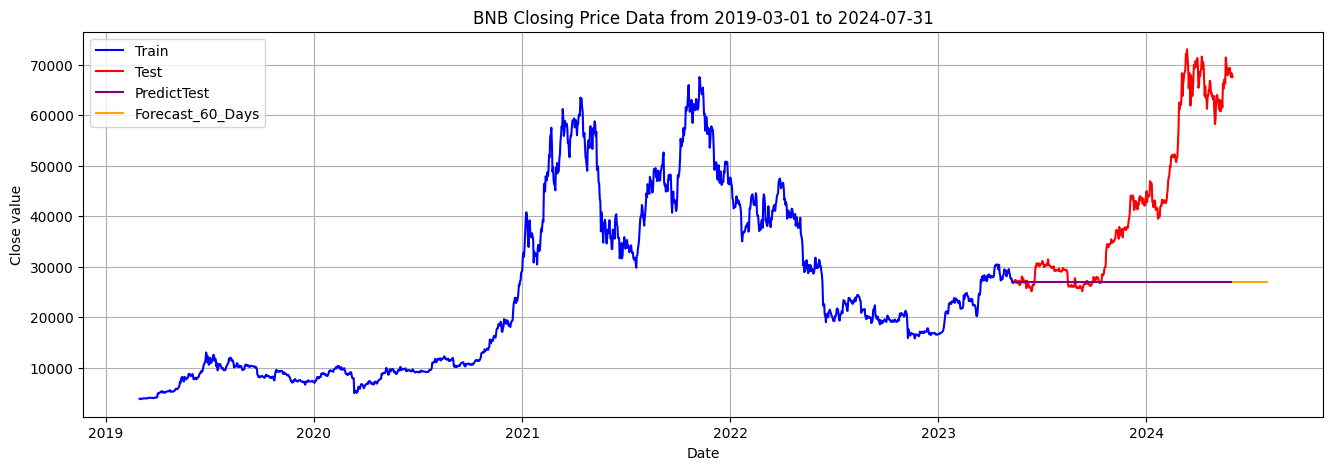 BNB Closing Price Data from 2019-03-01 to 2024-07-31
Train
Test
PredictTest
Forecast_60_Days
Close value
70000
60000
50000
40000
30000
20000
10000
2019
2020
2021
2022
2023
2024
Date